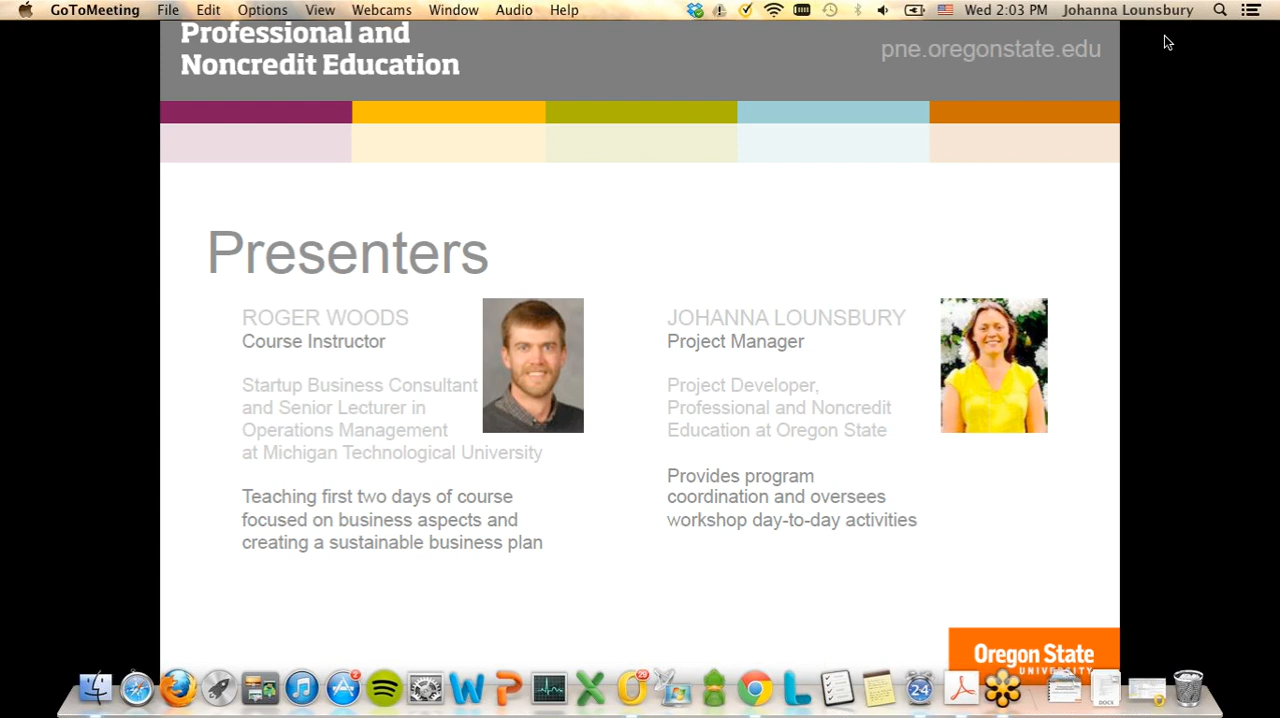 GoToMeeting File Edit Options View Webcams Window Audio Help Wed 2:03 PM Johanna Lounsbury
Professional and
Noncredit Education
pne.oregonstate.edu
Presenters
ROGER WOODS
Course Instructor
Startup Business Consultant
and Senior Lecturer in
Operations Management
at Michigan Technological University
Teaching first two days of course
focused on business aspects and
creating a sustainable business plan
JOHANNA LOUNSBURY
Project Manager
Project Developer,
Professional and Noncredit
Education at Oregon State
Provides program
coordination and oversees
workshop day-to-day activities
Oregon State
UNIVERSITY
29
24
DOCX